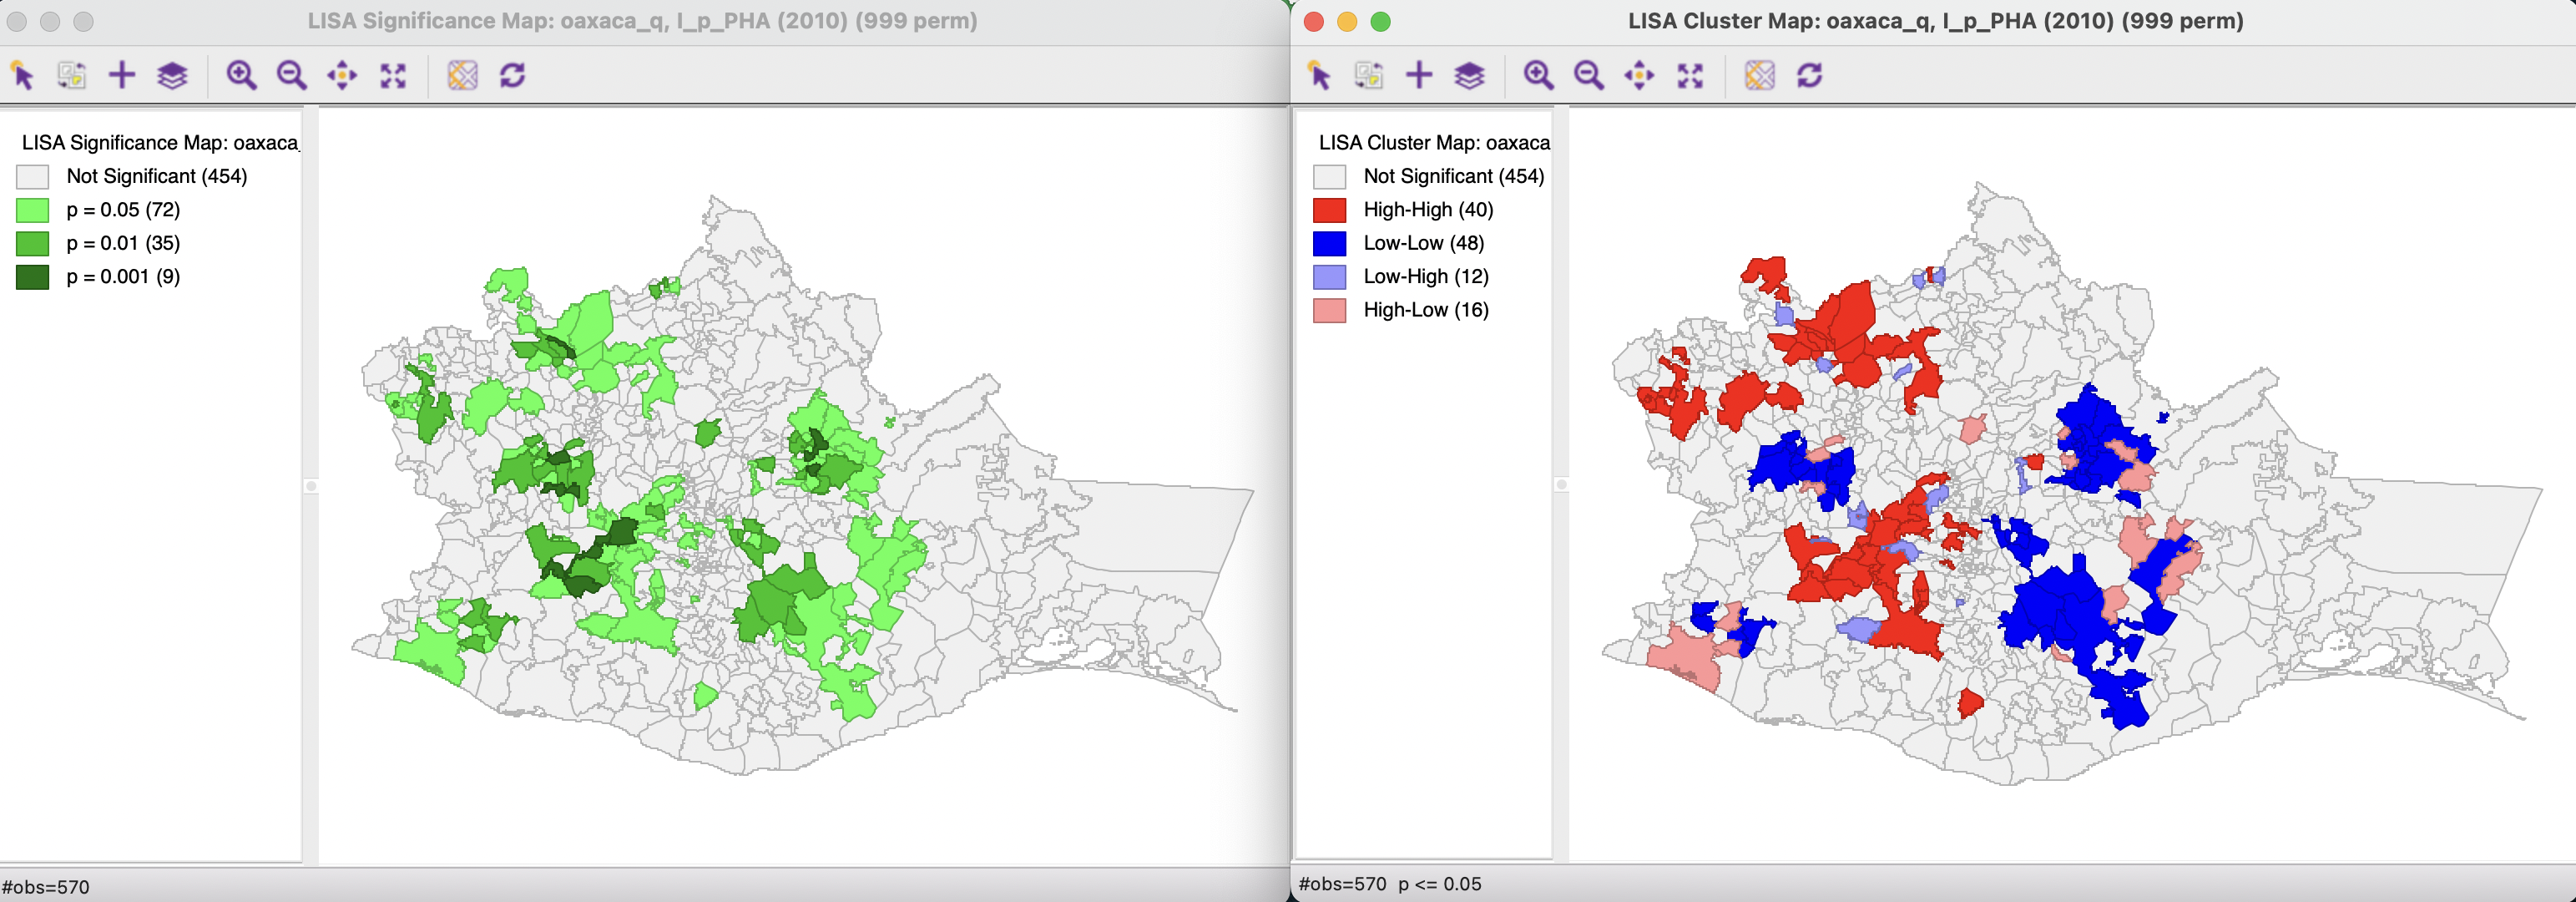 LISA Significance Map: oaxaca_q, I_p_PHA (2010) (999 perm)
LISA Significance Map: oaxaca_
Not Significant (454)
p = 0.05 (72)
p = 0.01 (35)
p = 0.001 (9)
#obs=570
LISA Cluster Map: oaxaca_q, I_p_PHA (2010) (999 perm)
LISA Cluster Map: oaxaca
Not Significant (454)
High-High (40)
Low-Low (48)
Low-High (12)
High-Low (16)
#obs=570 p <= 0.05